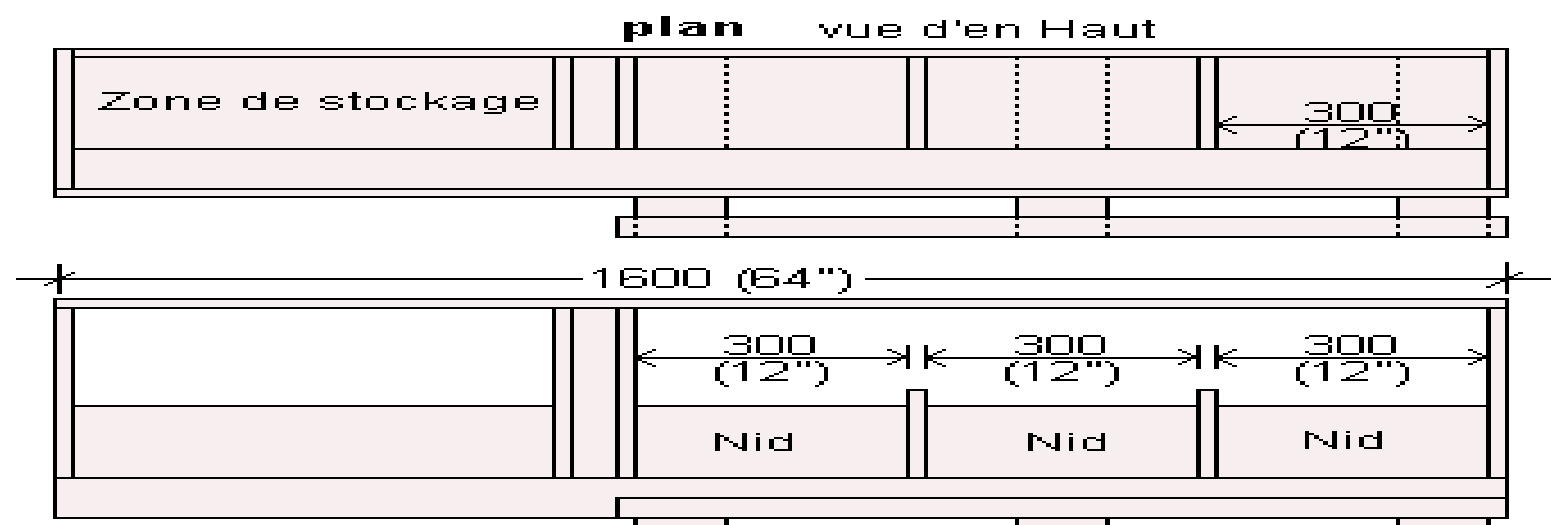 plan vue d'en Haut
Zone de stockage
300
(12")
1600 (64")
300 300 300
(12") (12") (12")
Nid Nid Nid